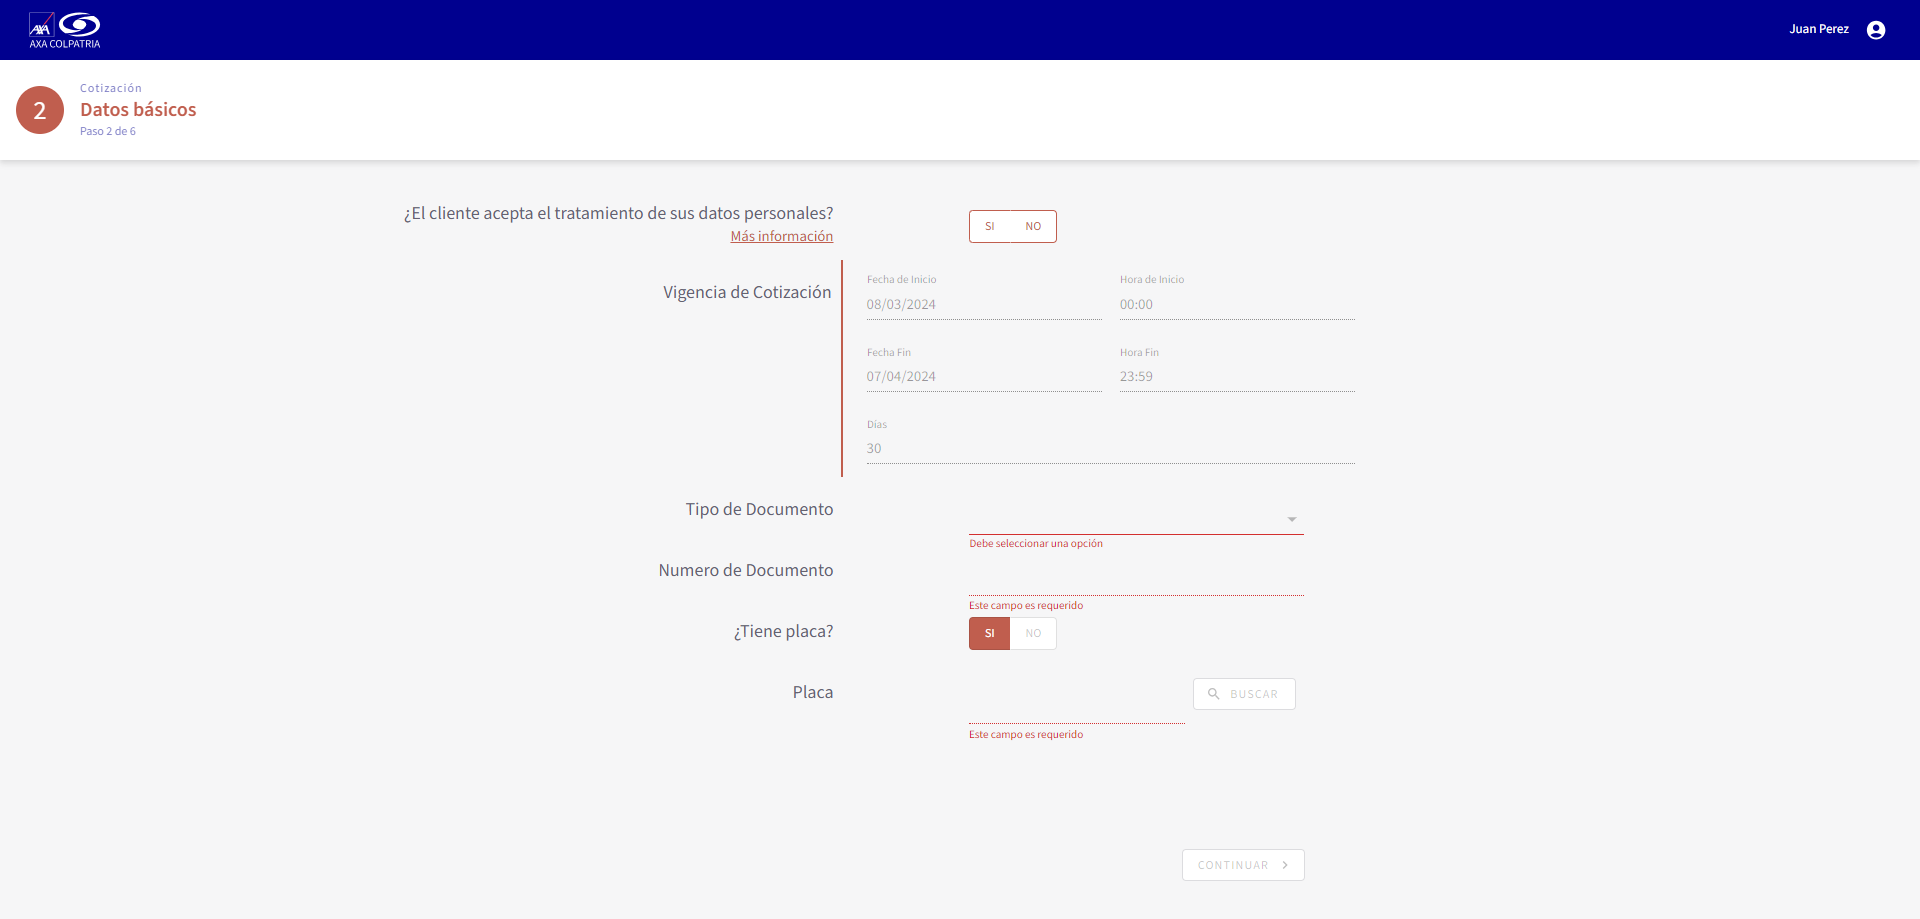 AXA
AXA COLPATRIA
Juan Perez
2
Cotización
Datos básicos
Paso 2 de 6
¿El cliente acepta el tratamiento de sus datos personales?
Más información
SI NO
Vigencia de Cotización
Fecha de Inicio Hora de Inicio
08/03/2024 00:00
Fecha Fin Hora Fin
07/04/2024 23:59
Días
30
Tipo de Documento
Debe seleccionar una opción
Numero de Documento
Este campo es requerido
¿Tiene placa?
SI NO
Placa
BUSCAR
Este campo es requerido
CONTINUAR